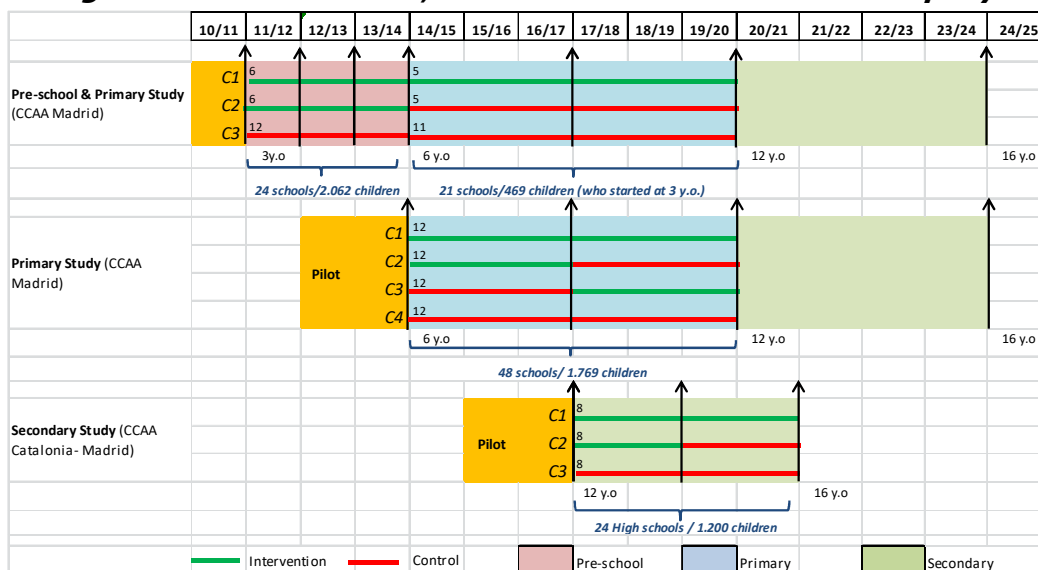 10/11 11/12 12/13 13/14 14/15 15/16 16/17 17/18 18/19 19/20 20/21 21/22 22/23 23/24 24/25
Pre-school & Primary Study
(CCAA Madrid)
C1 6 5
C2 6 5
C3 12 11
3y.o 6 y.o 12 y.o 16 y.o
24 schools/2.062 children 21 schools/469 children (who started at 3 y.o.)
Primary Study (CCAA
Madrid)
Pilot
C1 12
C2 12
C3 12
C4 12
6 y.o 12 y.o 16 y.o
48 schools/ 1.769 children
Secondary Study (CCAA
Catalonia- Madrid)
Pilot
C1 8
C2 8
C3 8
12 y.o 16 y.o
24 High schools / 1.200 children
Intervention Control Pre-school Primary Secondary